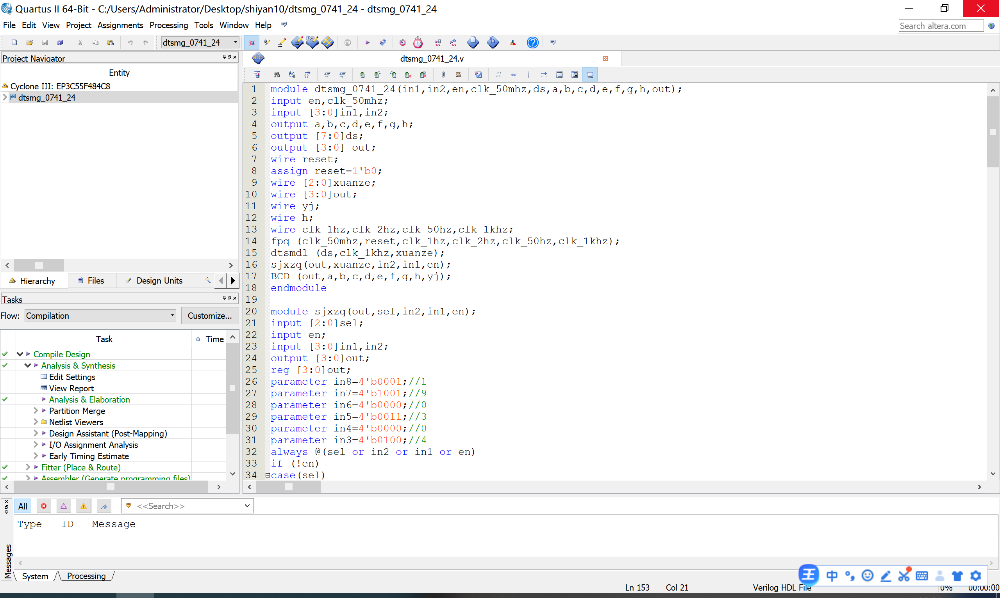 Quartus II 64-Bit - C:/Users/Administrator/Desktop/shiyan10/dtsmg_0741_24 - dtsmg_0741_24
File Edit View Project Assignments Processing Tools Window Help
Search altera.com
dtsmg_0741_24
STOP
Project Navigator
Entity
Cyclone III: EP3C55F484C8
abd dtsmg_0741_24
Hierarchy Files Design Units
Tasks
Flow: Compilation Customize...
Task Time
Compile Design
Analysis & Synthesis
Edit Settings
View Report
Analysis & Elaboration
Partition Merge
Netlist Viewers
Design Assistant (Post-Mapping)
I/O Assignment Analysis
Early Timing Estimate
Fitter (Place & Route)
Assembler (Generate programming files)
abc dtsmg_0741_24.v
267
268
ab/
1 module dtsmg_0741_24(in1,in2,en,clk_50mhz,ds,a,b,c,d,e,f,g,h,out);
2 input en,clk_50mhz;
3 input [3:0]in1,in2;
4 output a,b,c,d,e,f,g,h;
5 output [7:0]ds;
6 output [3:0] out;
7 wire reset;
8 assign reset=1'b0;
9 wire [2:0]xuanze;
10 wire [3:0]out;
11 wire yj;
12 wire h;
13 wire clk_1hz,clk_2hz,clk_50hz,clk_1khz;
14 fpq (clk_50mhz,reset,clk_1hz,clk_2hz,clk_50hz,clk_1khz);
15 dtsmdl (ds,clk_1khz,xuanze);
16 sjxzq(out,xuanze,in2,in1,en);
17 BCD (out,a,b,c,d,e,f,g,h,yj);
18 endmodule
19
20 module sjxzq(out,sel,in2,in1,en);
21 input [2:0]sel;
22 input en;
23 input [3:0]in1,in2;
24 output [3:0]out;
25 reg [3:0]out;
26 parameter in8=4'b0001;//1
27 parameter in7=4'b1001;//9
28 parameter in6=4'b0000;//0
29 parameter in5=4'b0011;//3
30 parameter in4=4'b0000;//0
31 parameter in3=4'b0100;//4
32 always @(sel or in2 or in1 or en)
33 if (!en)
34 case(sel)
All <<Search>>
Type ID Message
Messages
System Processing
王 中
Ln 153 Col 21 Verilog HDL File 0% 00:00:00